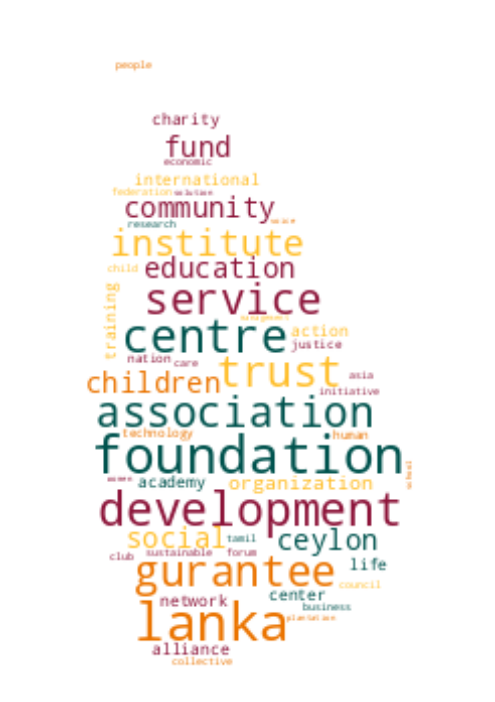 people
charity
fund
economic
international
federation solution
community
research voice
institute
child education
service
training
management
centre action
justice
nation care
trust
children asia
initiative
association
technology human
foundation
women academy organization school
development
social tamil ceylon
club sustainable forum
gurantee life
council
network center
business
lanka plantation
alliance
collective